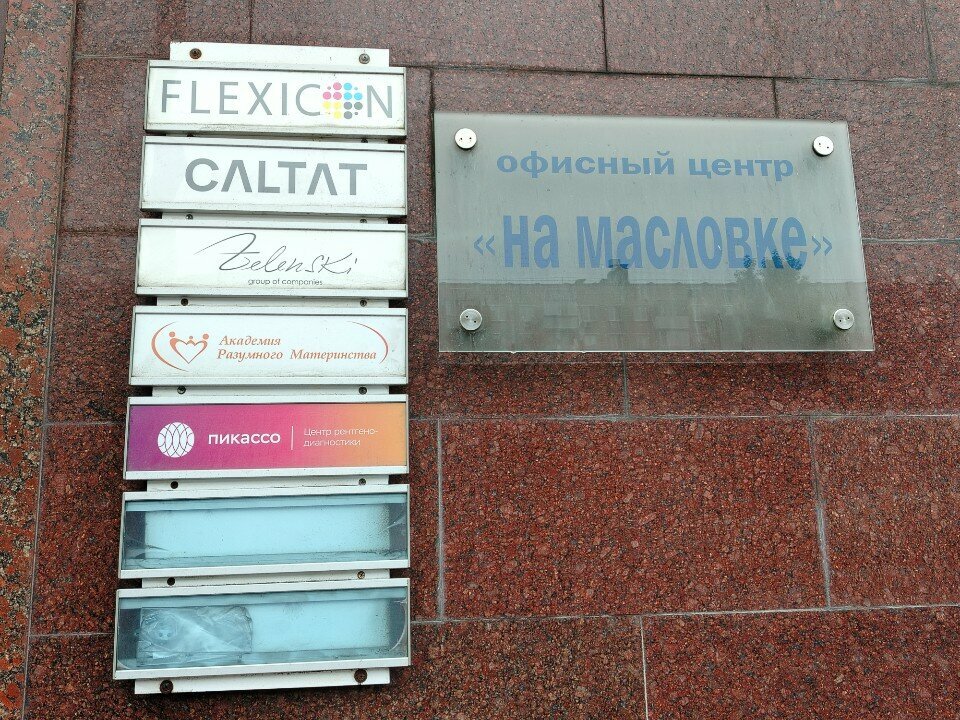 FLEXICON
CALTAT
Zelenski
group of companies
Академия
Разумного Материнства
ПИКАССО
Центр рентгено-
диагностики
офисный центр
«на масловке»